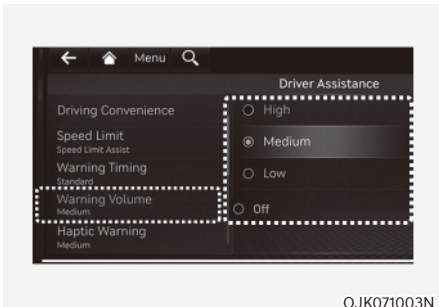 Menu
Driver Assistance
Driving Convenience
Speed Limit
Speed Limit Assist
Warning Timing
Standard
Warning Volume
Medium
Haptic Warning
Medium
High
Medium
Low
Off
OJK071003N